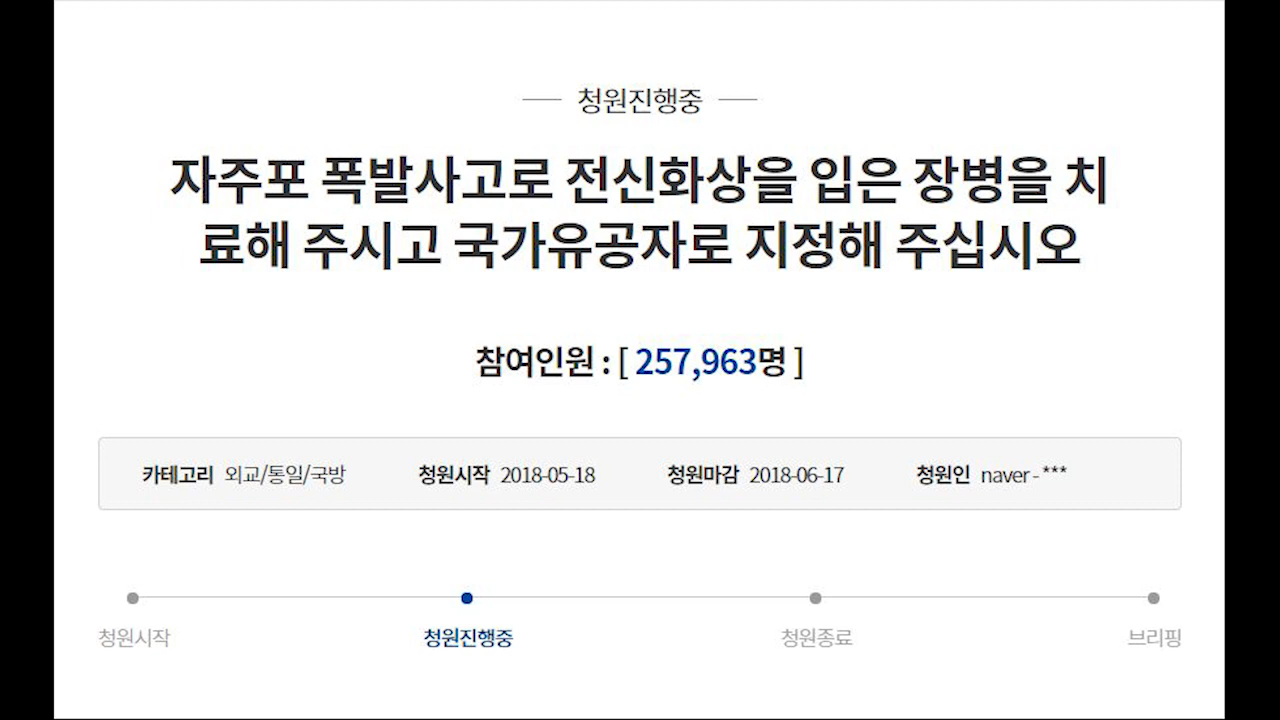 청원진행중
자주포 폭발사고로 전신화상을 입은 장병을 치
료해 주시고 국가유공자로 지정해 주십시오
참여인원 : [ 257,963명 ]
카테고리 외교/통일/국방 청원시작 2018-05-18 청원마감 2018-06-17 청원인 naver - ***
청원시작 청원진행중 청원종료 브리핑